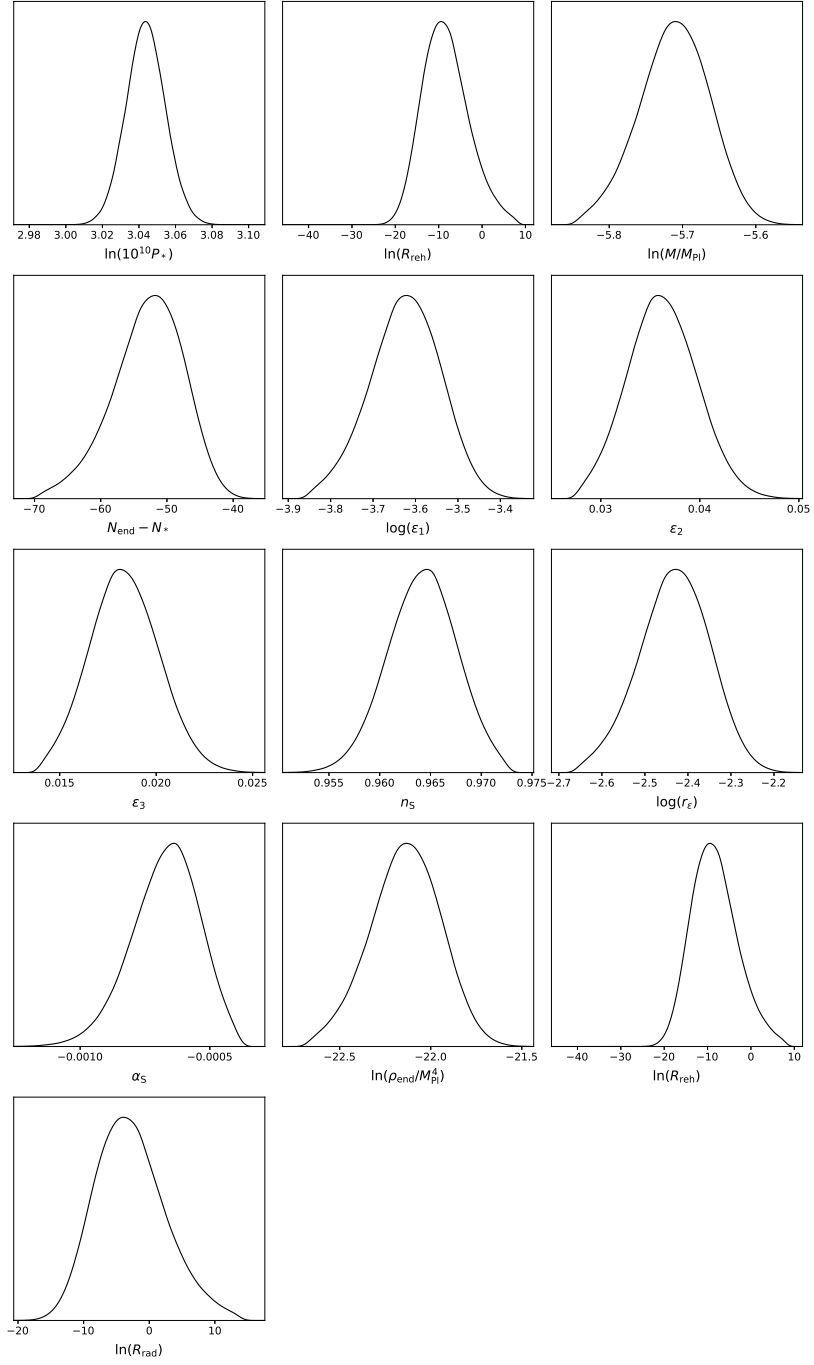 2.98 3.00 3.02 3.04 3.06 3.08 3.10
ln(10¹⁰P∗)
−40 −30 −20 −10 0 10
ln(R_reh)
−5.8 −5.7 −5.6
ln(M/M_Pl)
−70 −60 −50 −40
N_end − N∗
−3.9 −3.8 −3.7 −3.6 −3.5 −3.4
log(ε₁)
0.03 0.04 0.05
ε₂
0.015 0.020 0.025
ε₃
0.955 0.960 0.965 0.970 0.975
n_S
−2.7 −2.6 −2.5 −2.4 −2.3 −2.2
log(r_ε)
−0.0010 −0.0005
α_S
−22.5 −22.0 −21.5
ln(ρ_end/M⁴_Pl)
−40 −30 −20 −10 0 10
ln(R_reh)
−20 −10 0 10
ln(R_rad)